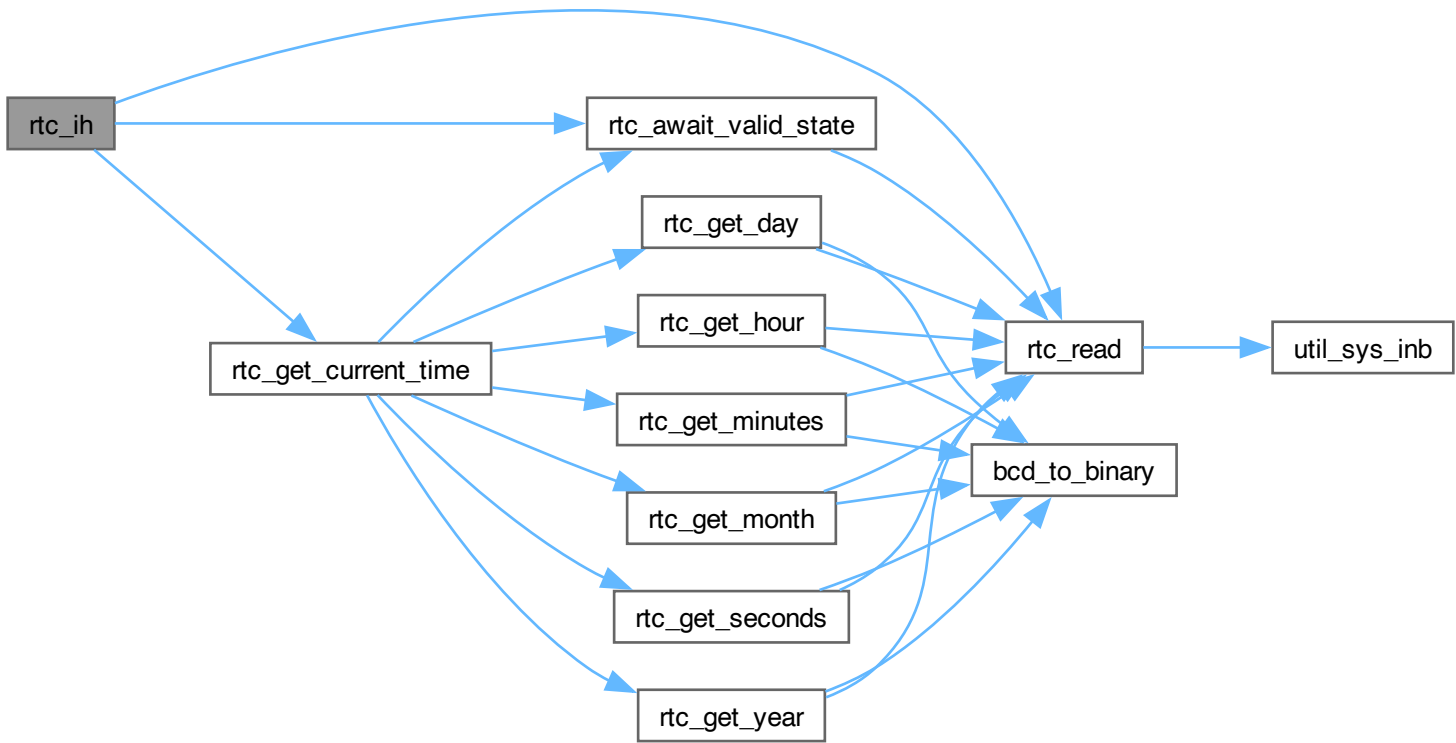 rtc_ih
rtc_await_valid_state
rtc_get_day
rtc_get_hour
rtc_read
util_sys_inb
rtc_get_current_time
rtc_get_minutes
bcd_to_binary
rtc_get_month
rtc_get_seconds
rtc_get_year